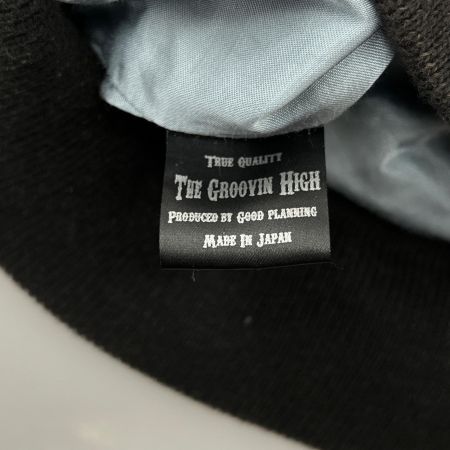 True Quality
The Groovin High
Produced by Good planning
Made In Japan